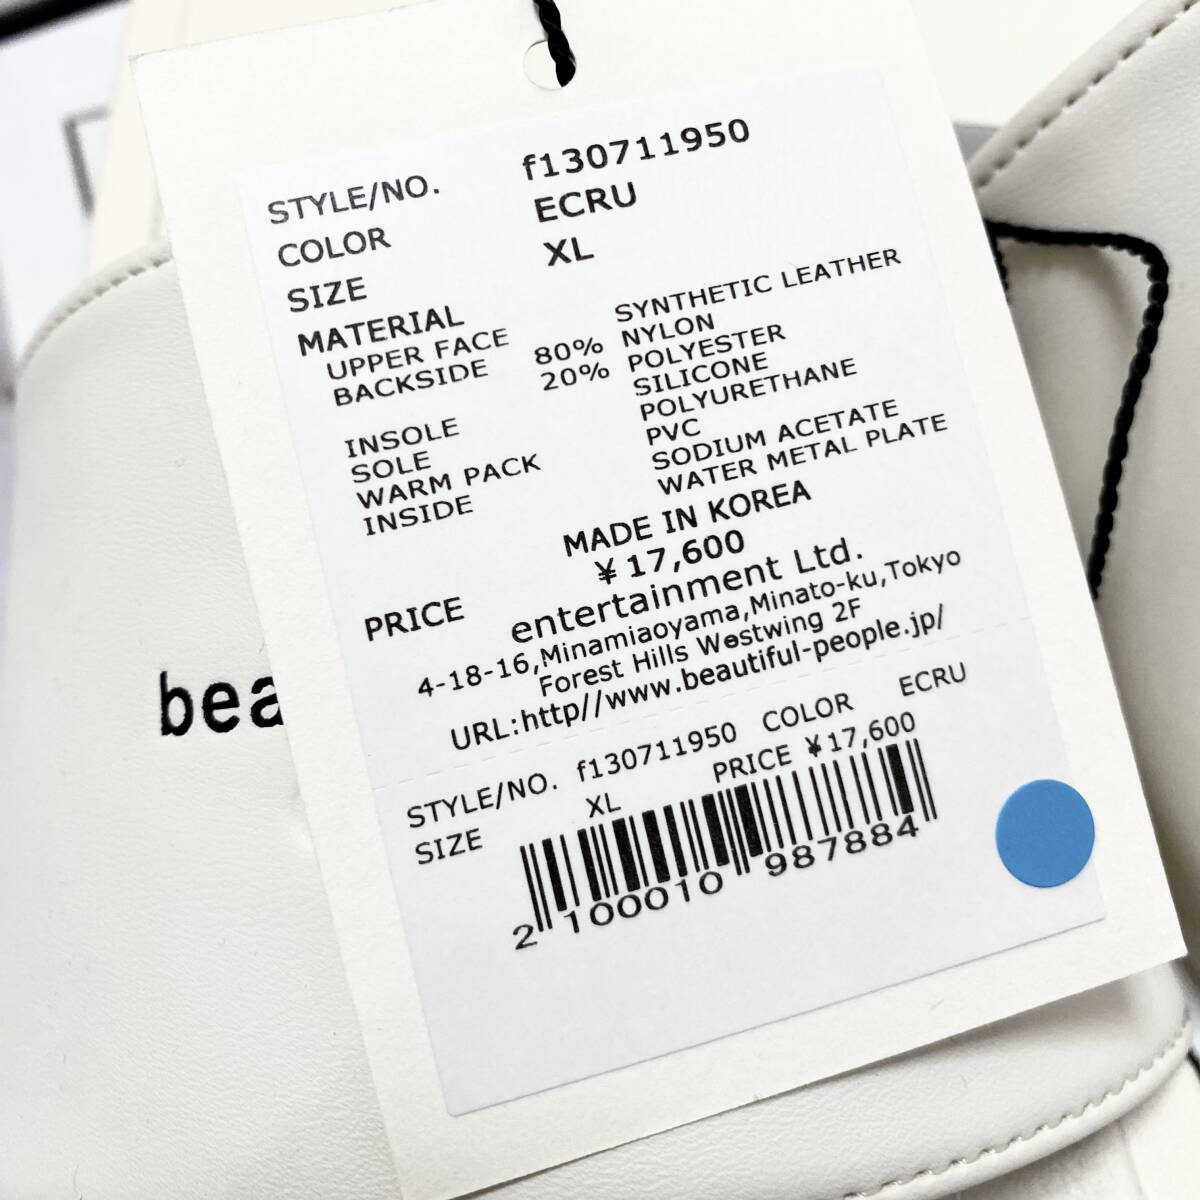 STYLE/NO. f130711950
COLOR ECRU
SIZE XL
MATERIAL
UPPER FACE SYNTHETIC LEATHER
BACKSIDE 80% NYLON
20% POLYESTER
INSOLE SILICONE
SOLE POLYURETHANE
WARM PACK PVC
INSIDE SODIUM ACETATE
WATER METAL PLATE
MADE IN KOREA
PRICE ¥17,600
entertainment Ltd.
4-18-16,Minamiaoyama,Minato-ku,Tokyo
Forest Hills Westwing 2F
URL:http//www.beautiful-people.jp/
STYLE/NO. f130711950 COLOR ECRU
SIZE XL PRICE ¥17,600
2 100010 987884
bea